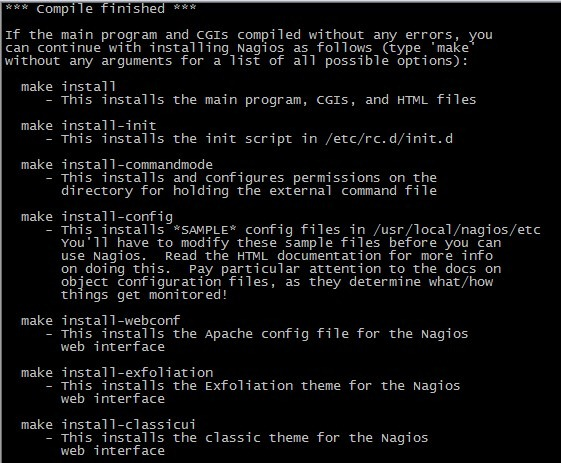 *** Compile finished ***
If the main program and CGIs compiled without any errors, you
can continue with installing Nagios as follows (type 'make'
without any arguments for a list of all possible options):
make install
- This installs the main program, CGIs, and HTML files
make install-init
- This installs the init script in /etc/rc.d/init.d
make install-commandmode
- This installs and configures permissions on the
directory for holding the external command file
make install-config
- This installs *SAMPLE* config files in /usr/local/nagios/etc
You'll have to modify these sample files before you can
use Nagios.  Read the HTML documentation for more info
on doing this.  Pay particular attention to the docs on
object configuration files, as they determine what/how
things get monitored!
make install-webconf
- This installs the Apache config file for the Nagios
web interface
make install-exfoliation
- This installs the Exfoliation theme for the Nagios
web interface
make install-classicui
- This installs the classic theme for the Nagios
web interface